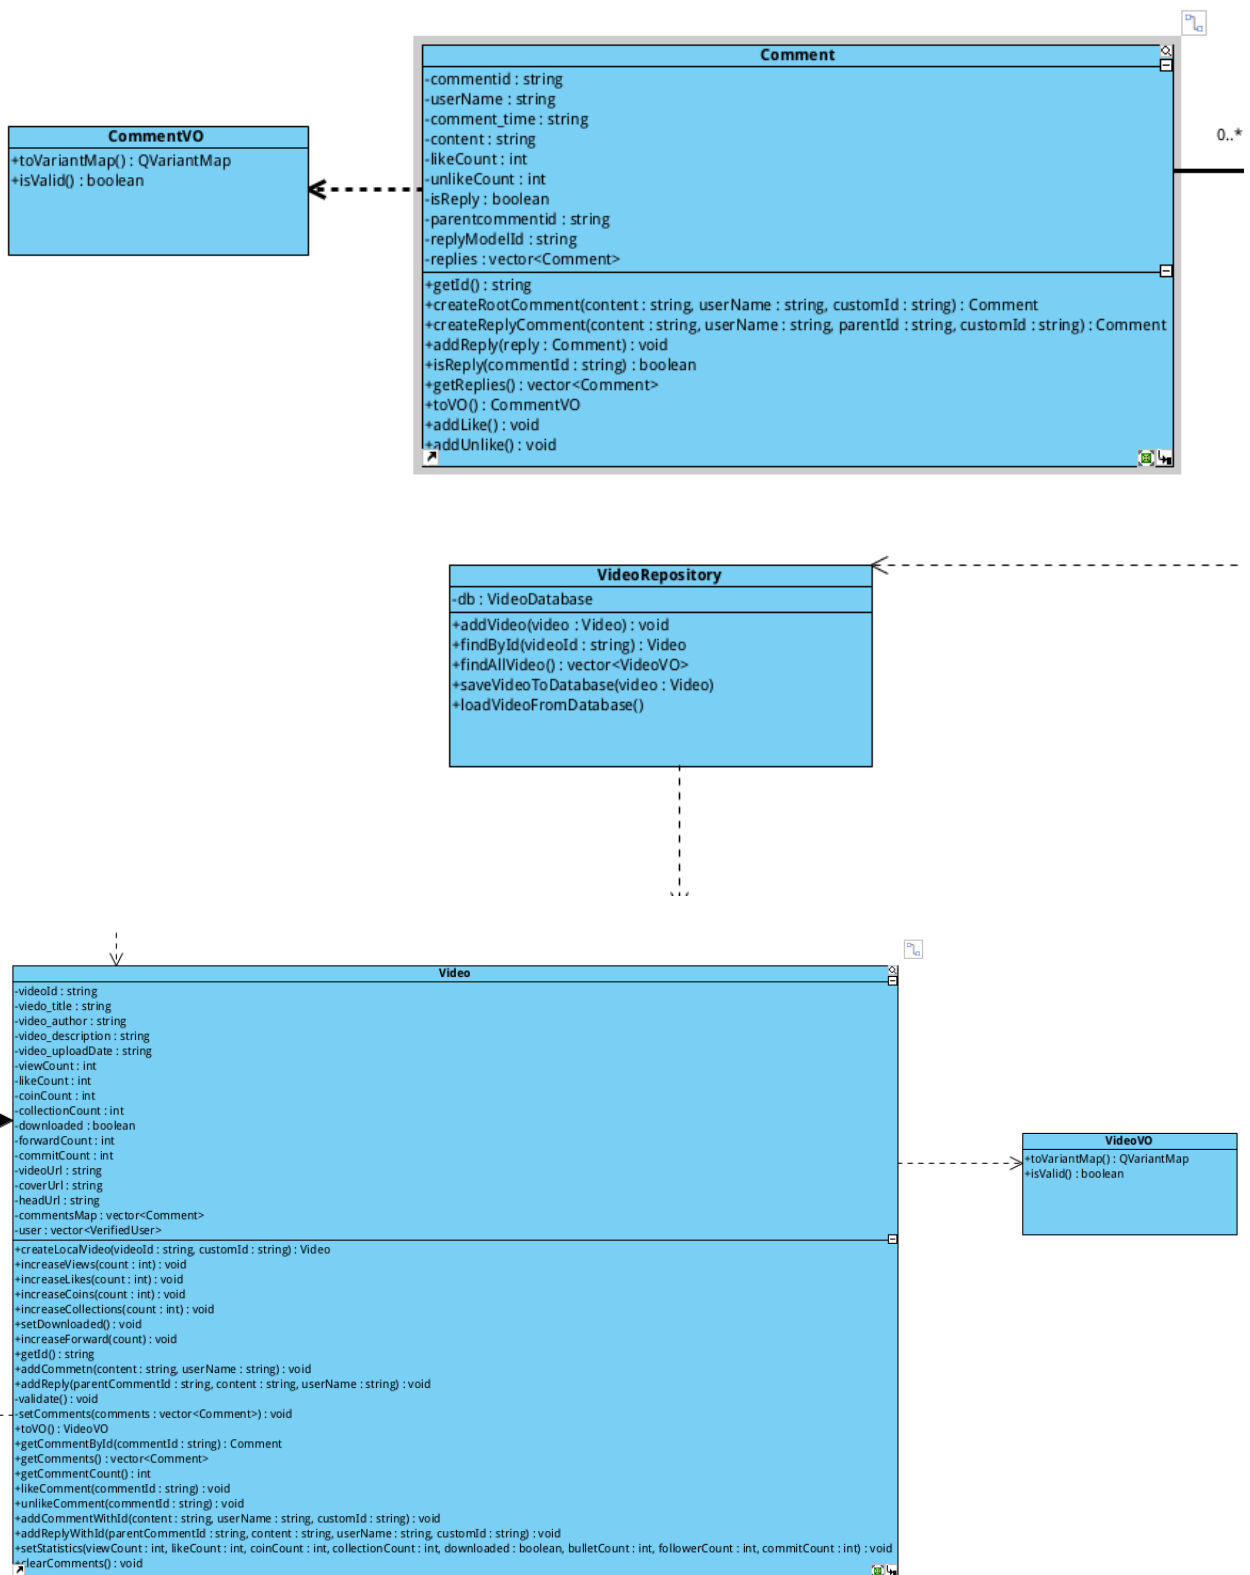 Comment
-commentid : string
-userName : string
-comment_time : string
-content : string
-likeCount : int
-unlikeCount : int
-isReply : boolean
-parentcommentid : string
-replyModelId : string
-replies : vector<Comment>
+getId() : string
+createRootComment(content : string, userName : string, customId : string) : Comment
+createReplyComment(content : string, userName : string, parentId : string, customId : string) : Comment
+addReply(reply : Comment) : void
+isReply(commentId : string) : boolean
+getReplies() : vector<Comment>
+toVO() : CommentVO
+addLike() : void
+addUnlike() : void
0..*
CommentVO
+toVariantMap() : QVariantMap
+isValid() : boolean
VideoRepository
-db : VideoDatabase
+addVideo(video : Video) : void
+findById(videoId : string) : Video
+findAllVideo() : vector<VideoVO>
+saveVideoToDatabase(video : Video)
+loadVideoFromDatabase()
Video
-videoId : string
-viedo_title : string
-video_author : string
-video_description : string
-video_uploadDate : string
-viewCount : int
-likeCount : int
-coinCount : int
-collectionCount : int
-downloaded : boolean
-forwardCount : int
-commitCount : int
-videoUrl : string
-coverUrl : string
-headUrl : string
-commentsMap : vector<Comment>
-user : vector<VerifiedUser>
+createLocalVideo(videoId : string, customId : string) : Video
+increaseViews(count : int) : void
+increaseLikes(count : int) : void
+increaseCoins(count : int) : void
+increaseCollections(count : int) : void
+setDownloaded() : void
+increaseForward(count) : void
+getId() : string
+addCommetn(content : string, userName : string) : void
+addReply(parentCommentId : string, content : string, userName : string) : void
-validate() : void
-setComments(comments : vector<Comment>) : void
+toVO() : VideoVO
+getCommentById(commentId : string) : Comment
+getComments() : vector<Comment>
+getCommentCount() : int
+likeComment(commentId : string) : void
+unlikeComment(commentId : string) : void
+addCommentWithId(content : string, userName : string, customId : string) : void
+addReplyWithId(parentCommentId : string, content : string, userName : string, customId : string) : void
+setStatistics(viewCount : int, likeCount : int, coinCount : int, collectionCount : int, downloaded : boolean, bulletCount : int, followerCount : int, commitCount : int) : void
+clearComments() : void
VideoVO
+toVariantMap() : QVariantMap
+isValid() : boolean